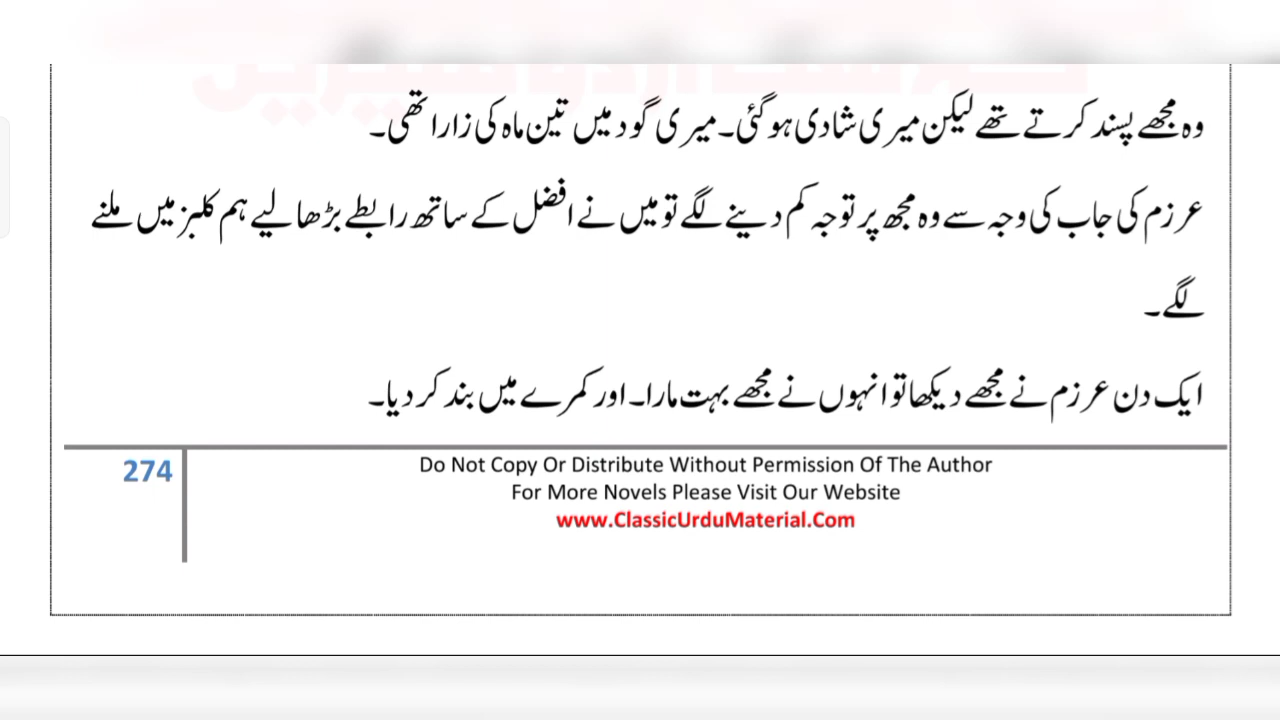 وہ مجھے پسند کرتے تھے لیکن میری شادی ہوگئی۔ میری گود میں تین ماہ کی زارا تھی۔
عرزم کی جاب کی وجہ سے وہ مجھ پر توجہ کم دینے لگے تو میں نے افضل کے ساتھ رابطے بڑھا لیے ہم کلبز میں ملنے
لگے۔
ایک دن عرزم نے مجھے دیکھا تو انہوں نے مجھے بہت مارا۔ اور کمرے میں بند کر دیا۔
274
Do Not Copy Or Distribute Without Permission Of The Author
For More Novels Please Visit Our Website
www.ClassicUrduMaterial.Com